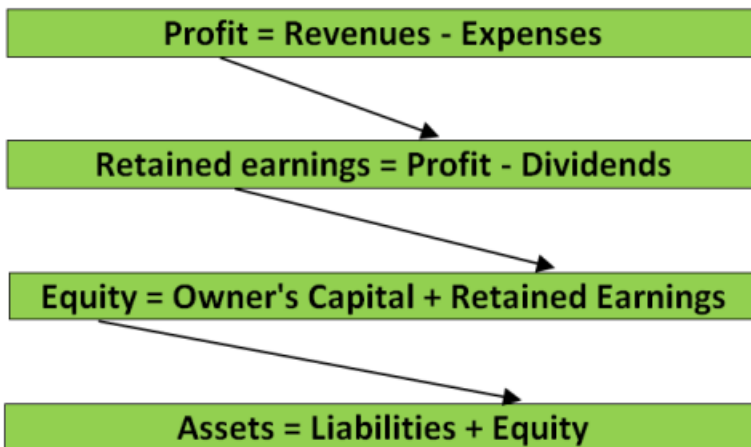 Profit = Revenues - Expenses
Retained earnings = Profit - Dividends
Equity = Owner's Capital + Retained Earnings
Assets = Liabilities + Equity